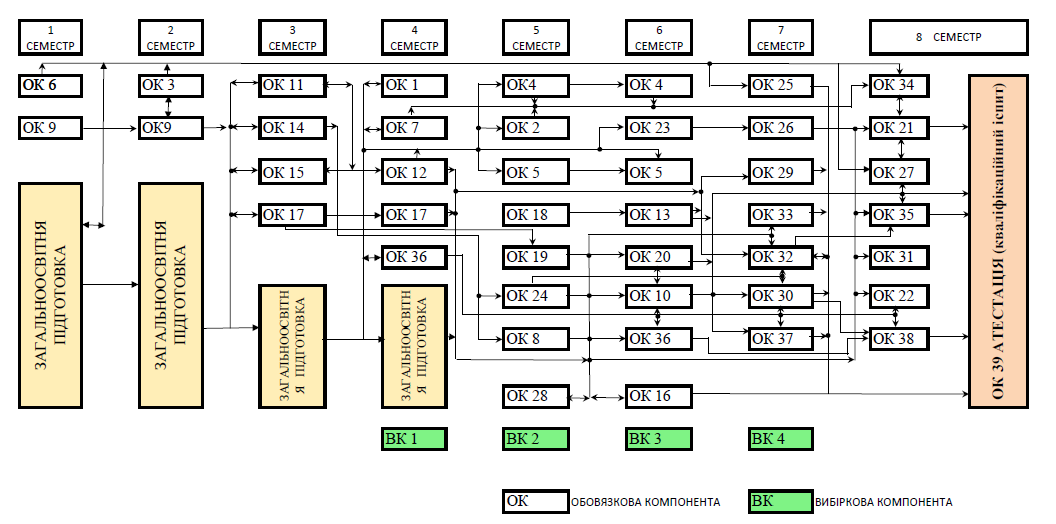 1
СЕМЕСТР
2
СЕМЕСТР
3
СЕМЕСТР
4
СЕМЕСТР
5
СЕМЕСТР
6
СЕМЕСТР
7
СЕМЕСТР
8 СЕМЕСТР
ОК 6
ОК 3
ОК 11
ОК 1
ОК4
ОК 4
ОК 25
ОК 34
ОК 9
ОК9
ОК 14
ОК 7
ОК 2
ОК 23
ОК 26
ОК 21
ОК 15
ОК 12
ОК 5
ОК 5
ОК 29
ОК 27
ОК 17
ОК 17
ОК 18
ОК 13
ОК 33
ОК 35
ОК 36
ОК 19
ОК 20
ОК 32
ОК 31
ОК 24
ОК 10
ОК 30
ОК 22
ОК 8
ОК 36
ОК 37
ОК 38
ОК 28
ОК 16
ЗАГАЛЬНООСВІТНЯ
ПІДГОТОВКА
ЗАГАЛЬНООСВІТНЯ
ПІДГОТОВКА
ЗАГАЛЬНООСВІТН
Я ПІДГОТОВКА
ЗАГАЛЬНООСВІТН
Я ПІДГОТОВКА
ОК 39 АТЕСТАЦІЯ (кваліфікаційний іспит)
ВК 1
ВК 2
ВК 3
ВК 4
ОК
ОБОВЯЗКОВА КОМПОНЕНТА
ВК
ВИБІРКОВА КОМПОНЕНТА